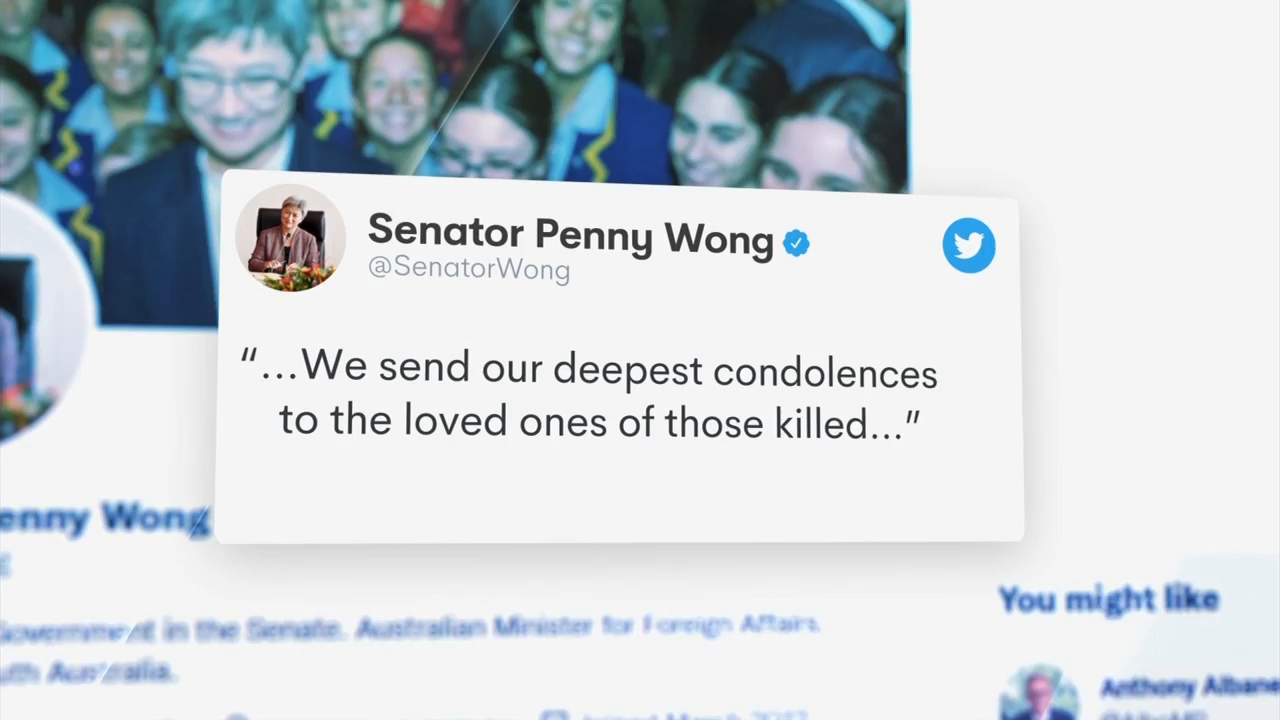 Senator Penny Wong
@SenatorWong
“...We send our deepest condolences
to the loved ones of those killed...”
enny Wong
Government in the Senate. Australian Minister for Foreign Affairs.
uth Australia.
You might like
Anthony Albane